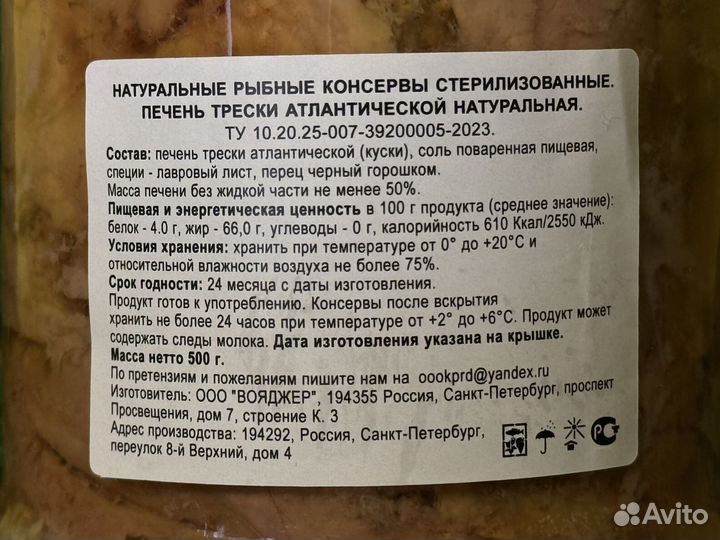 НАТУРАЛЬНЫЕ РЫБНЫЕ КОНСЕРВЫ СТЕРИЛИЗОВАННЫЕ.
ПЕЧЕНЬ ТРЕСКИ АТЛАНТИЧЕСКОЙ НАТУРАЛЬНАЯ.
ТУ 10.20.25-007-39200005-2023.
Состав: печень трески атлантической (куски), соль поваренная пищевая,
специи - лавровый лист, перец черный горошком.
Масса печени без жидкой части не менее 50%.
Пищевая и энергетическая ценность в 100 г продукта (среднее значение):
белок - 4.0 г, жир - 66,0 г, углеводы - 0 г, калорийность 610 Ккал/2550 кДж.
Условия хранения: хранить при температуре от 0° до +20°С и
относительной влажности воздуха не более 75%.
Срок годности: 24 месяца с даты изготовления.
Продукт готов к употреблению. Консервы после вскрытия
хранить не более 24 часов при температуре от +2° до +6°С. Продукт может
содержать следы молока. Дата изготовления указана на крышке.
Масса нетто 500 г.
По претензиям и пожеланиям пишите нам на oookprd@yandex.ru
Изготовитель: ООО "ВОЯДЖЕР", 194355 Россия, Санкт-Петербург, проспект
Просвещения, дом 7, строение К. 3
Адрес производства: 194292, Россия, Санкт-Петербург,
переулок 8-й Верхний, дом 4
Avito